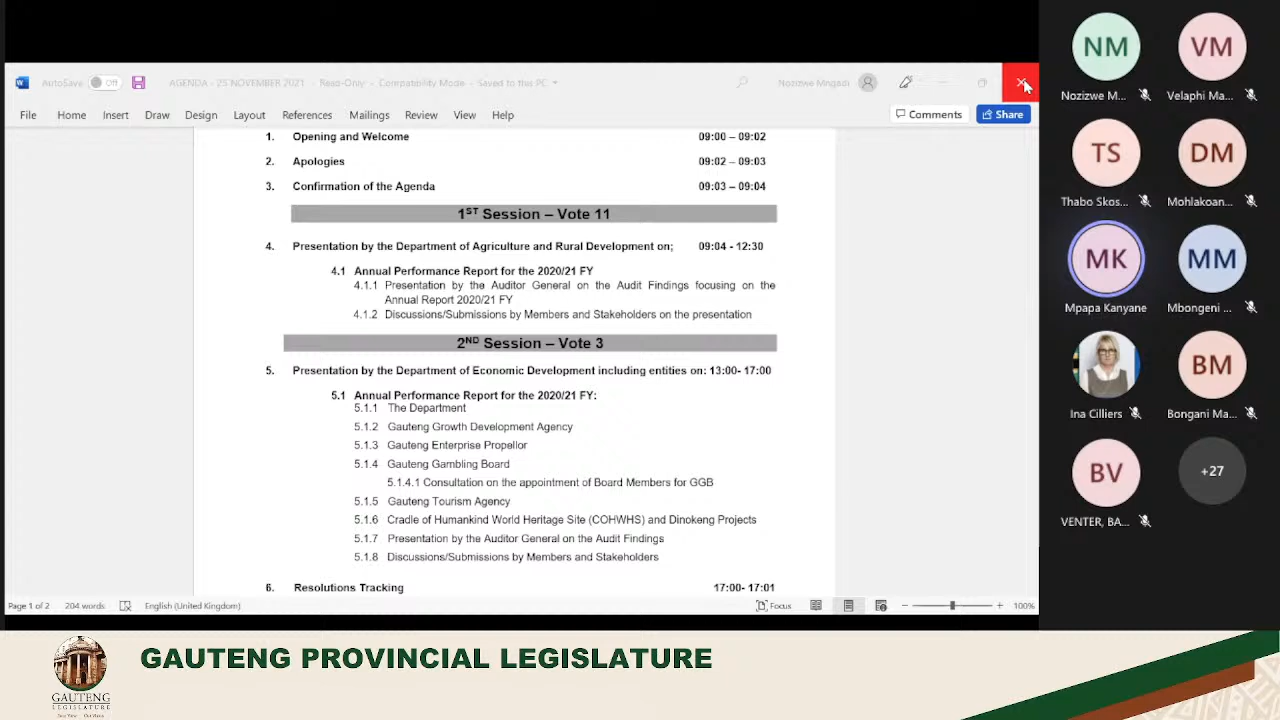 AutoSave Off AGENDA - 25 NOVEMBER 2021 - Read-Only - Compatibility Mode - Saved to this PC Nozizwe Mngadi
File Home Insert Draw Design Layout References Mailings Review View Help Comments Share
1. Opening and Welcome 09:00 – 09:02
2. Apologies 09:02 – 09:03
3. Confirmation of the Agenda 09:03 – 09:04
1ST Session – Vote 11
4. Presentation by the Department of Agriculture and Rural Development on; 09:04 - 12:30
4.1 Annual Performance Report for the 2020/21 FY
4.1.1 Presentation by the Auditor General on the Audit Findings focusing on the
Annual Report 2020/21 FY
4.1.2 Discussions/Submissions by Members and Stakeholders on the presentation
2ND Session – Vote 3
5. Presentation by the Department of Economic Development including entities on: 13:00- 17:00
5.1 Annual Performance Report for the 2020/21 FY:
5.1.1 The Department
5.1.2 Gauteng Growth Development Agency
5.1.3 Gauteng Enterprise Propellor
5.1.4 Gauteng Gambling Board
5.1.4.1 Consultation on the appointment of Board Members for GGB
5.1.5 Gauteng Tourism Agency
5.1.6 Cradle of Humankind World Heritage Site (COHWHS) and Dinokeng Projects
5.1.7 Presentation by the Auditor General on the Audit Findings
5.1.8 Discussions/Submissions by Members and Stakeholders
6. Resolutions Tracking 17:00- 17:01
Page 1 of 2 204 words English (United Kingdom) Focus 100%
NM VM
Nozizwe M... Velaphi Ma...
TS DM
Thabo Skos... Mohlakoan...
MK MM
Mpapa Kanyane Mbongeni ...
BM
Ina Cilliers Bongani Ma...
BV +27
VENTER, BA...
GAUTENG PROVINCIAL LEGISLATURE
GAUTENG
LEGISLATURE